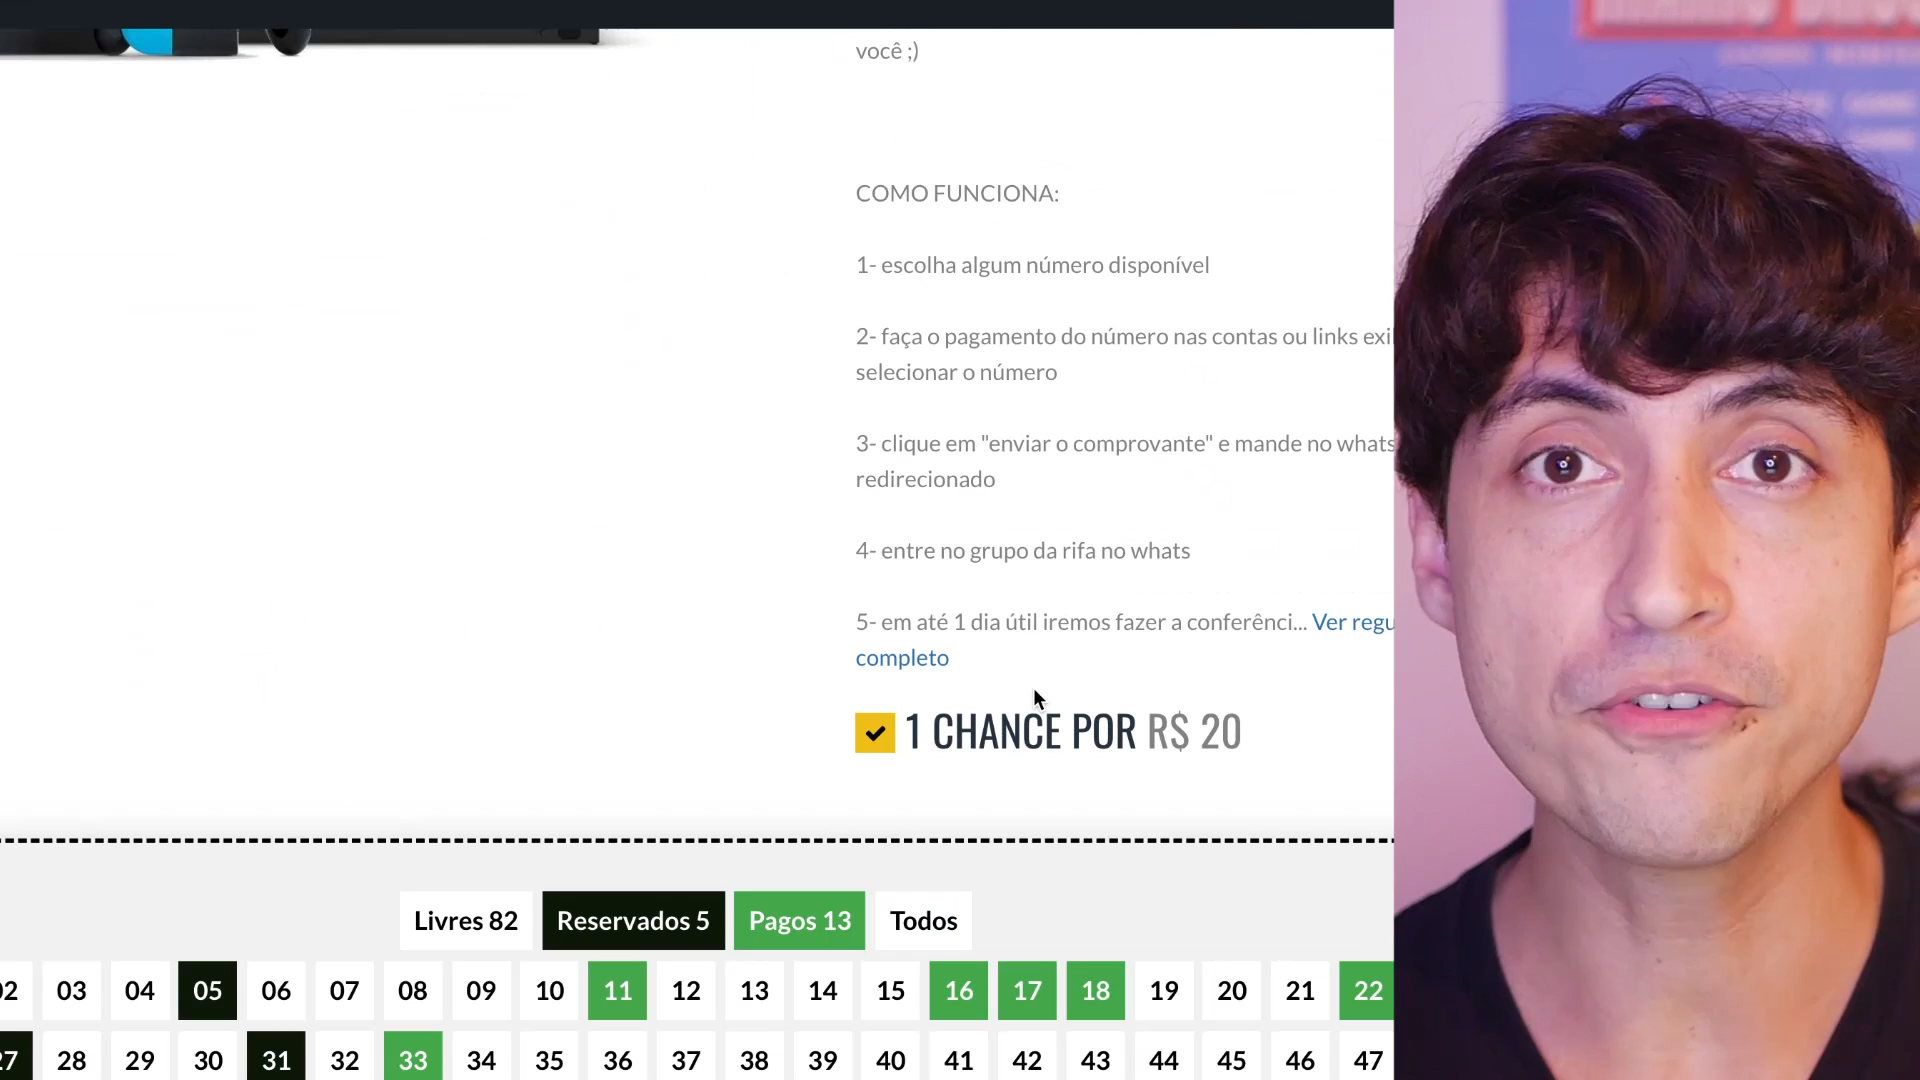 você ;)
COMO FUNCIONA:
1- escolha algum número disponível
2- faça o pagamento do número nas contas ou links
selecionar o número
3- clique em "enviar o comprovante" e mande no whats
redirecionado
4- entre no grupo da rifa no whats
5- em até 1 dia útil iremos fazer a conferênci... Ver regu
completo
1 CHANCE POR R$ 20
Livres 82 Reservados 5 Pagos 13 Todos
02 03 04 05 06 07 08 09 10 11 12 13 14 15 16 17 18 19 20 21 22
27 28 29 30 31 32 33 34 35 36 37 38 39 40 41 42 43 44 45 46 47